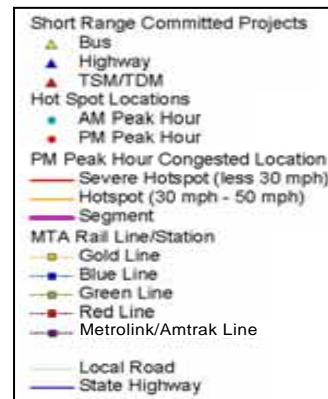 Short Range Committed Projects
Bus
Highway
TSM/TDM
Hot Spot Locations
AM Peak Hour
PM Peak Hour
PM Peak Hour Congested Location
Severe Hotspot (less 30 mph)
Hotspot (30 mph - 50 mph)
Segment
MTA Rail Line/Station
Gold Line
Blue Line
Green Line
Red Line
Metrolink/Amtrak Line
Local Road
State Highway